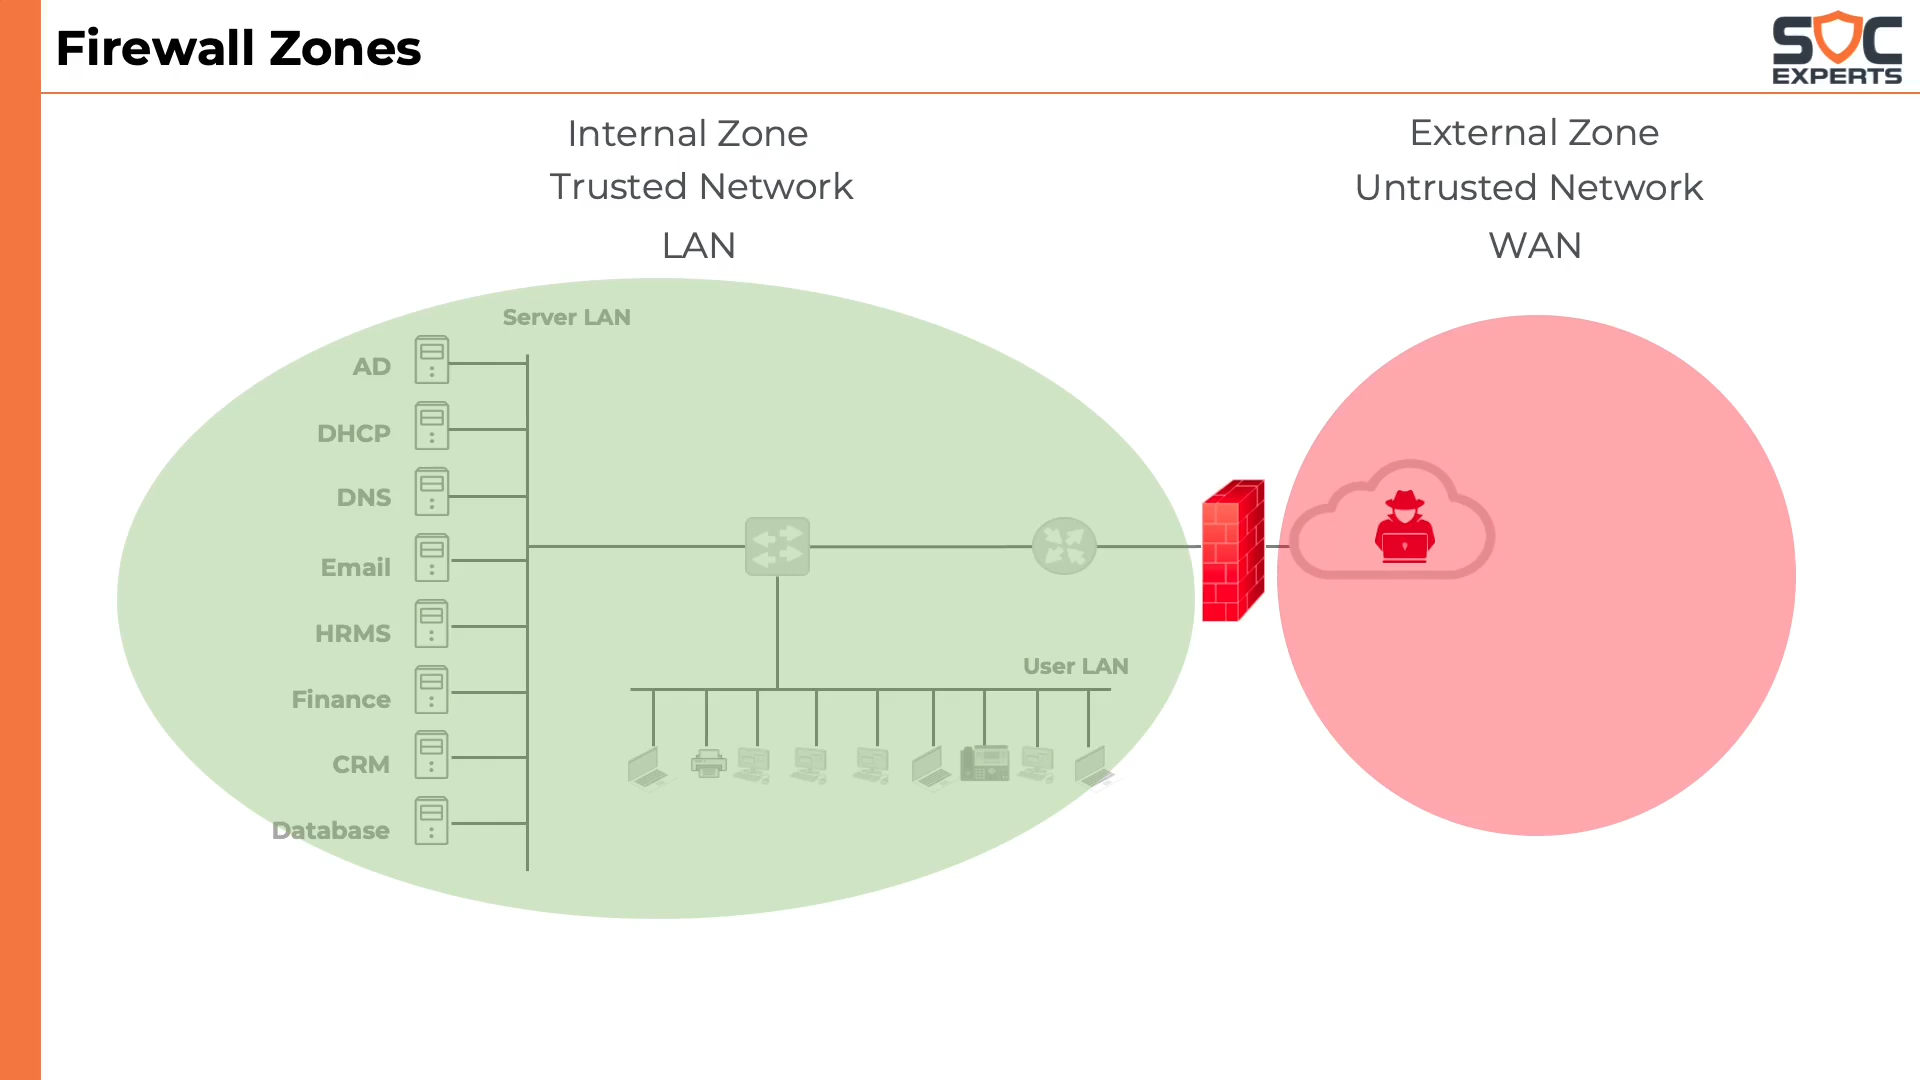 Firewall Zones
SOC
EXPERTS
Internal Zone
Trusted Network
LAN
External Zone
Untrusted Network
WAN
Server LAN
AD
DHCP
DNS
Email
HRMS
Finance
CRM
Database
User LAN